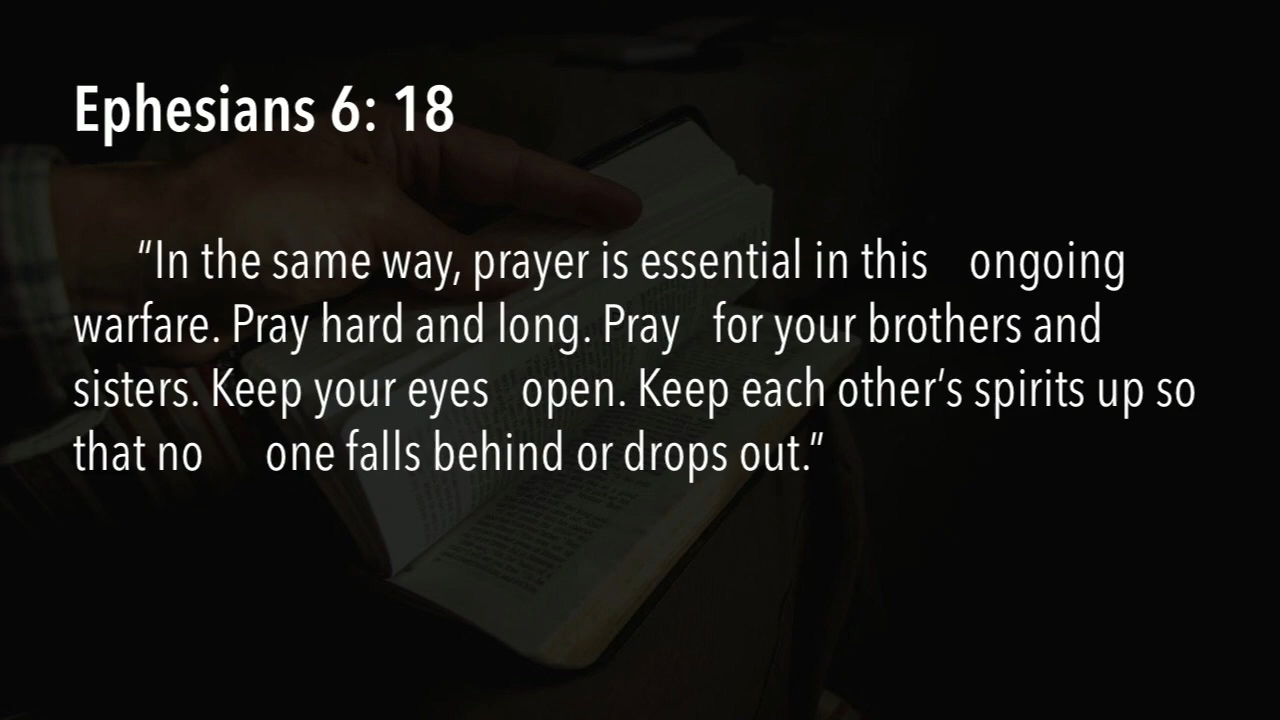 Ephesians 6: 18
“In the same way, prayer is essential in this ongoing
warfare. Pray hard and long. Pray for your brothers and
sisters. Keep your eyes open. Keep each other’s spirits up so
that no one falls behind or drops out.”